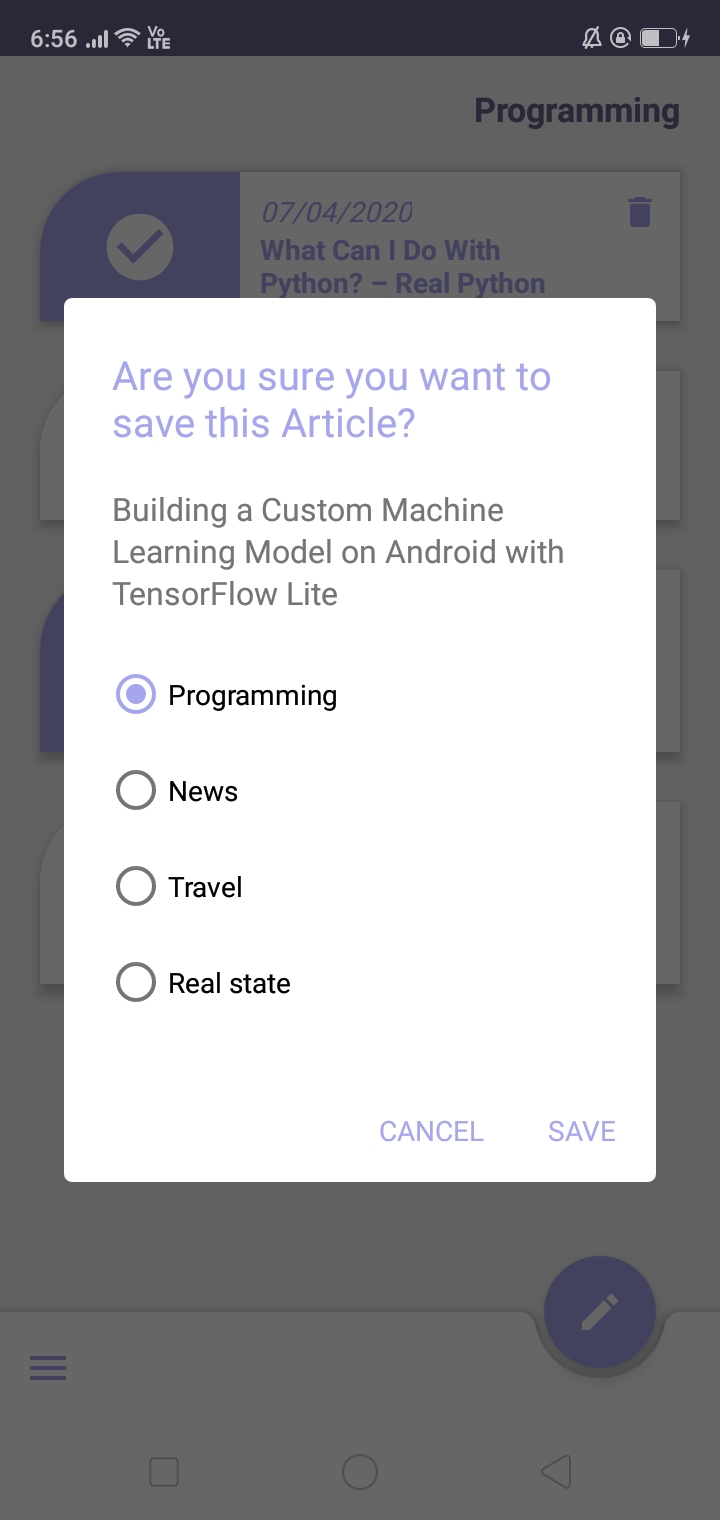 6:56 Vo LTE
Programming
07/04/2020
What Can I Do With
Python? – Real Python
Are you sure you want to
save this Article?
Building a Custom Machine
Learning Model on Android with
TensorFlow Lite
Programming
News
Travel
Real state
CANCEL SAVE